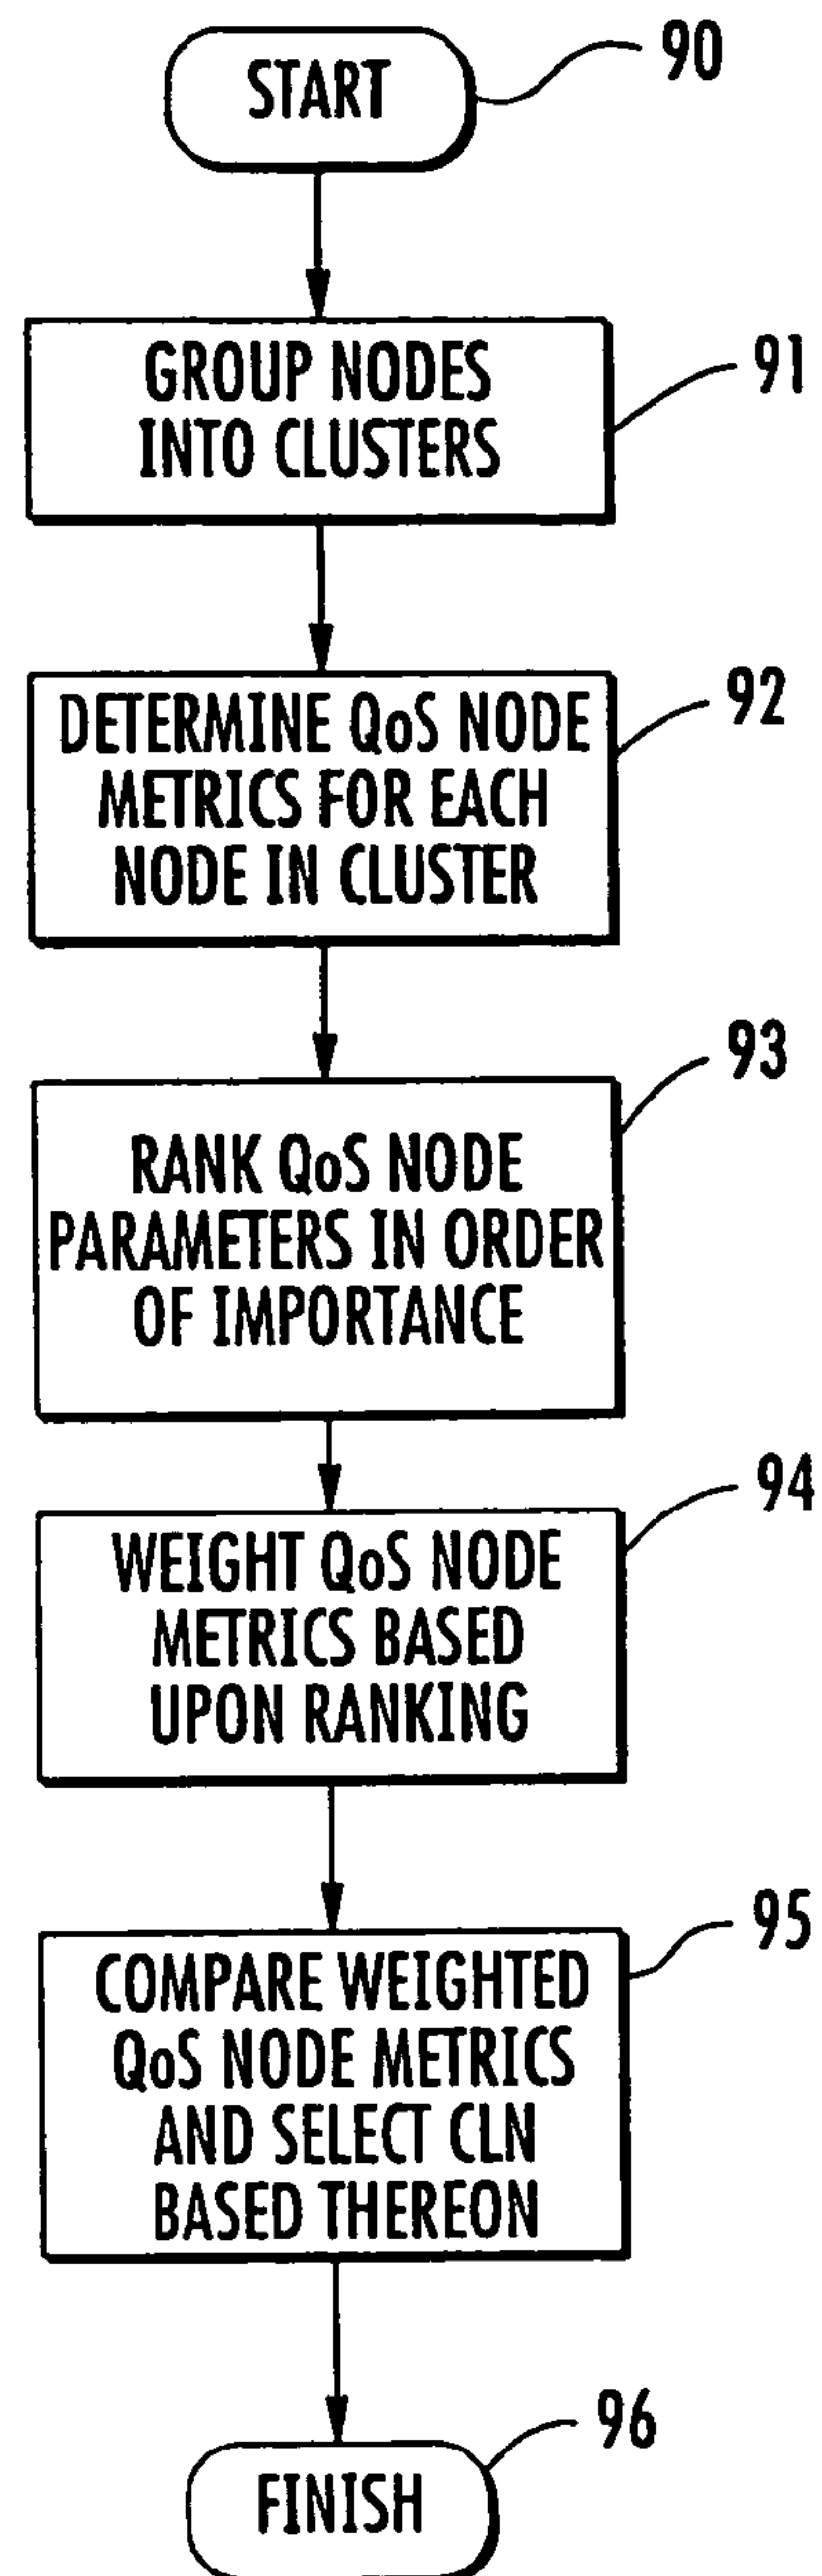 START
90
GROUP NODES
INTO CLUSTERS
91
DETERMINE QoS NODE
METRICS FOR EACH
NODE IN CLUSTER
92
RANK QoS NODE
PARAMETERS IN ORDER
OF IMPORTANCE
93
WEIGHT QoS NODE
METRICS BASED
UPON RANKING
94
COMPARE WEIGHTED
QoS NODE METRICS
AND SELECT CLN
BASED THEREON
95
FINISH
96